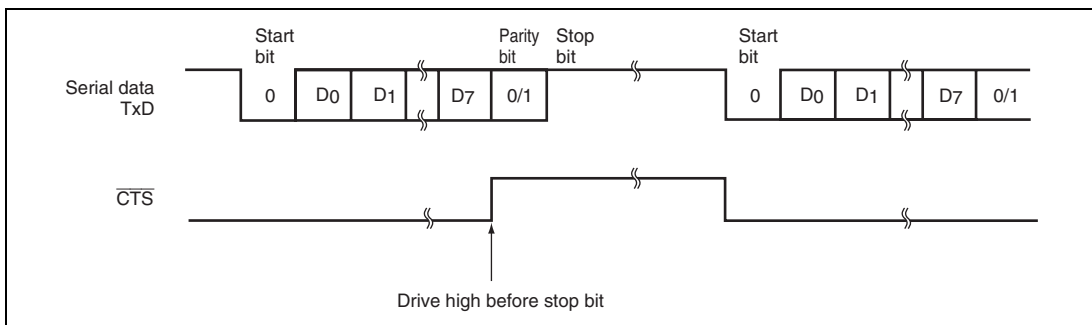 Start
bit
Parity
bit
Stop
bit
Start
bit
Serial data
TxD
0 D0 D1 D7 0/1 0 D0 D1 D7 0/1
CTS
Drive high before stop bit